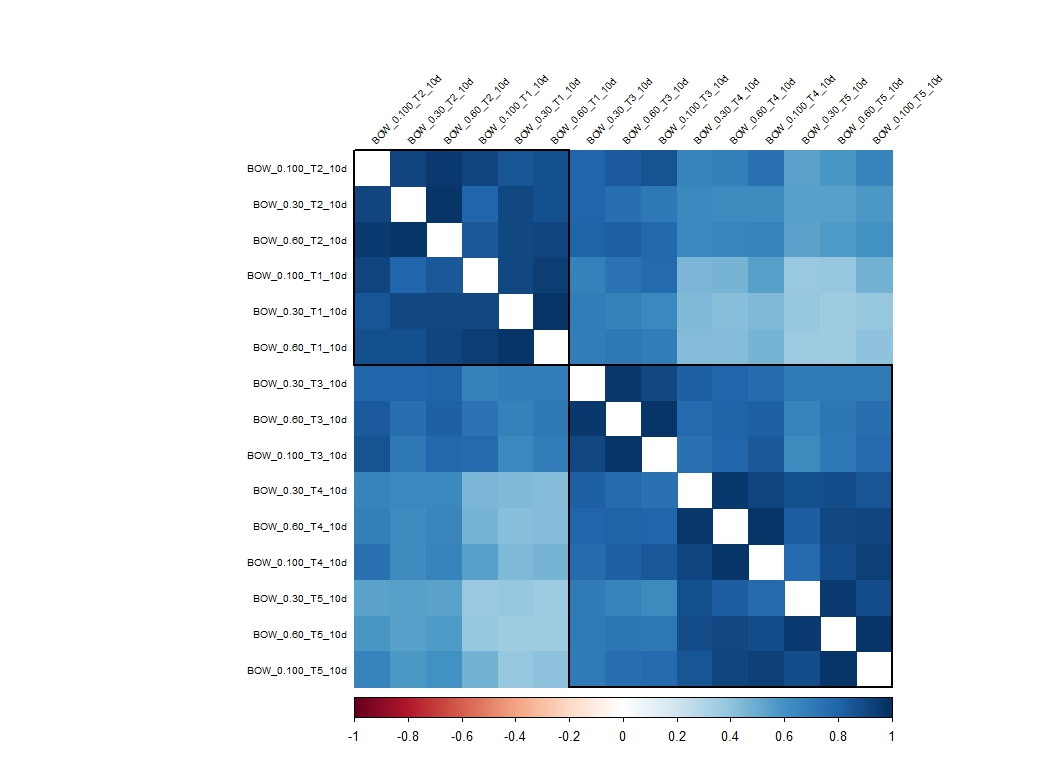 BOW_0.100_T2_10d
BOW_0.30_T2_10d
BOW_0.60_T2_10d
BOW_0.100_T1_10d
BOW_0.30_T1_10d
BOW_0.60_T1_10d
BOW_0.30_T3_10d
BOW_0.60_T3_10d
BOW_0.100_T3_10d
BOW_0.30_T4_10d
BOW_0.60_T4_10d
BOW_0.100_T4_10d
BOW_0.30_T5_10d
BOW_0.60_T5_10d
BOW_0.100_T5_10d
BOW_0.100_T2_10d
BOW_0.30_T2_10d
BOW_0.60_T2_10d
BOW_0.100_T1_10d
BOW_0.30_T1_10d
BOW_0.60_T1_10d
BOW_0.30_T3_10d
BOW_0.60_T3_10d
BOW_0.100_T3_10d
BOW_0.30_T4_10d
BOW_0.60_T4_10d
BOW_0.100_T4_10d
BOW_0.30_T5_10d
BOW_0.60_T5_10d
BOW_0.100_T5_10d
-1 -0.8 -0.6 -0.4 -0.2 0 0.2 0.4 0.6 0.8 1